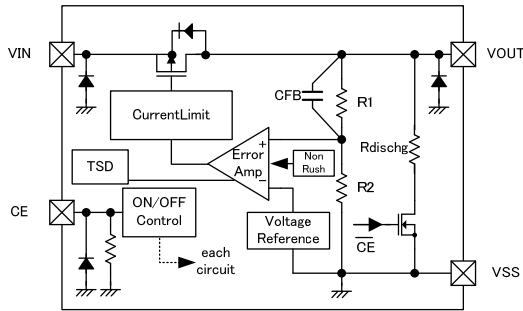 VIN
VOUT
CFB
R1
CurrentLimit
Rdischg
+
Error
Amp
−
Non
Rush
TSD
R2
CE
ON/OFF
Control
Voltage
Reference
CE
each
circuit
VSS